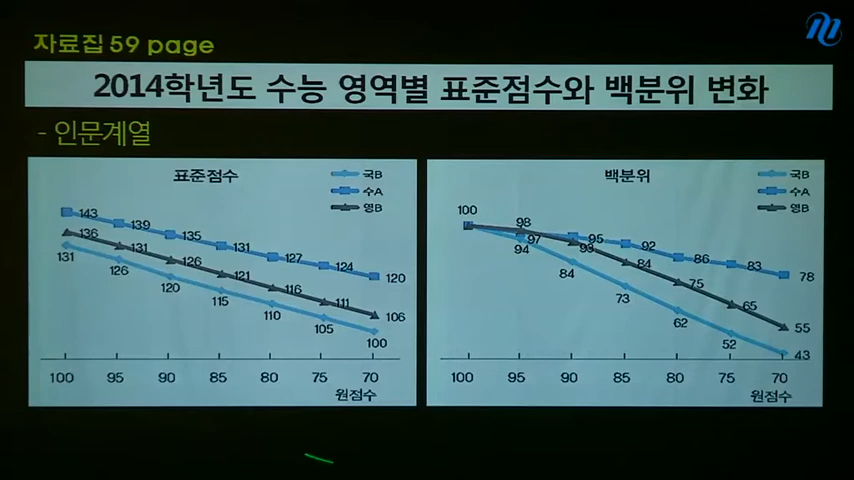 자료집 59 page
2014학년도 수능 영역별 표준점수와 백분위 변화
- 인문계열
표준점수
국B
수A
영B
143
139
135
131
127
124
120
136
131
126
121
116
111
106
131
126
120
115
110
105
100
100 95 90 85 80 75 70
원점수
백분위
국B
수A
영B
100
98
97
94
95
93
92
86
83
78
84
75
65
55
84
73
62
52
43
100 95 90 85 80 75 70
원점수